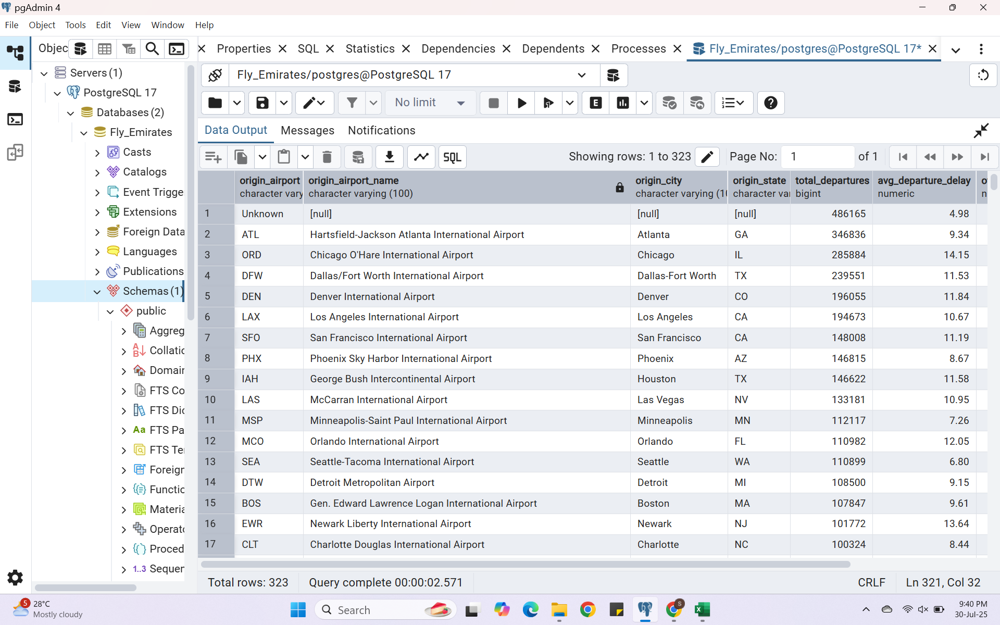 pgAdmin 4
File Object Tools Edit View Window Help
Objec
Properties SQL Statistics Dependencies Dependents Processes Fly_Emirates/postgres@PostgreSQL 17*
Servers (1)
PostgreSQL 17
Databases (2)
Fly_Emirates
Casts
Catalogs
Event Trigge
Extensions
Foreign Data
Languages
Publications
Schemas (1)
public
Aggreg
Collatic
Domair
FTS Co
FTS Dic
FTS Pa
FTS Te
Foreigr
Functic
Materia
Operato
Proced
1..3 Sequer
Fly_Emirates/postgres@PostgreSQL 17
No limit
E
Data Output Messages Notifications
SQL
Showing rows: 1 to 323
Page No: 1 of 1
origin_airport origin_airport_name origin_city origin_state total_departures avg_departure_delay
character vary character varying (100) character varying (10 character var bigint numeric
1 Unknown [null] [null] [null] 486165 4.98
2 ATL Hartsfield-Jackson Atlanta International Airport Atlanta GA 346836 9.34
3 ORD Chicago O'Hare International Airport Chicago IL 285884 14.15
4 DFW Dallas/Fort Worth International Airport Dallas-Fort Worth TX 239551 11.53
5 DEN Denver International Airport Denver CO 196055 11.84
6 LAX Los Angeles International Airport Los Angeles CA 194673 10.67
7 SFO San Francisco International Airport San Francisco CA 148008 11.19
8 PHX Phoenix Sky Harbor International Airport Phoenix AZ 146815 8.67
9 IAH George Bush Intercontinental Airport Houston TX 146622 11.58
10 LAS McCarran International Airport Las Vegas NV 133181 10.95
11 MSP Minneapolis-Saint Paul International Airport Minneapolis MN 112117 7.26
12 MCO Orlando International Airport Orlando FL 110982 12.05
13 SEA Seattle-Tacoma International Airport Seattle WA 110899 6.80
14 DTW Detroit Metropolitan Airport Detroit MI 108500 9.15
15 BOS Gen. Edward Lawrence Logan International Airport Boston MA 107847 9.61
16 EWR Newark Liberty International Airport Newark NJ 101772 13.64
17 CLT Charlotte Douglas International Airport Charlotte NC 100324 8.44
Total rows: 323 Query complete 00:00:02.571 CRLF Ln 321, Col 32
5
28°C
Mostly cloudy
Search
S
9:40 PM
30-Jul-25